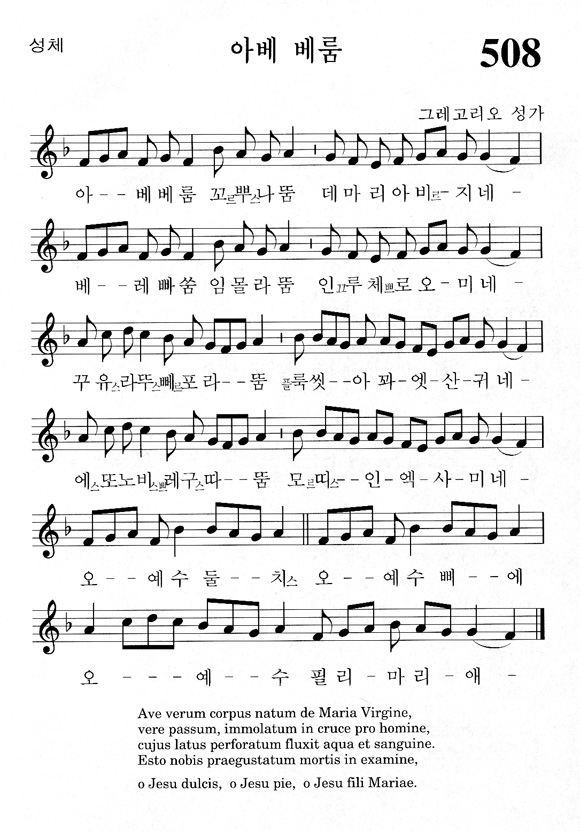 성체
아베 베룸
508
그레고리오 성가
아 - - 베베룸 꼬르뿌스나뚬 데마리아비르- 지네 -
베 - - 레빠쑴 임몰라뚬 인끄루체쁘로오 - 미네 -
꾸유스라뚜스뻬르포라 - - 뚬 플룩씻 - - 아 꽈 - 엣 - 산 - 귀네 -
에스또노비스쁘레구스따 - - 뚬 모르띠스 - - 인 - 엑 - 사 - 미네 -
오 - - 예수 둘 - - 치스 오 - - 예수 삐 - - 에
오 - - - 예 - - 수 필리 - 마리 - 애 -
Ave verum corpus natum de Maria Virgine,
vere passum, immolatum in cruce pro homine,
cujus latus perforatum fluxit aqua et sanguine.
Esto nobis praegustatum mortis in examine,
o Jesu dulcis, o Jesu pie, o Jesu fili Mariae.